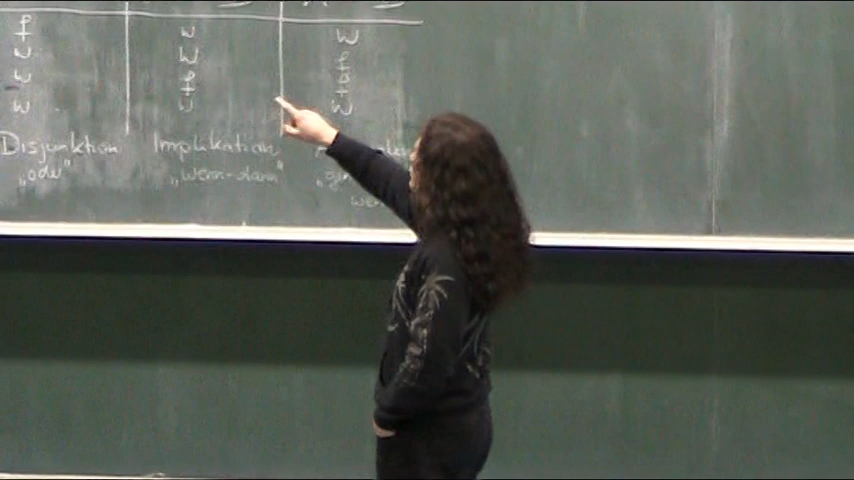 f w w
w w f
w f f
w w w
Disjunktion Implikation
„oder" „wenn-dann"